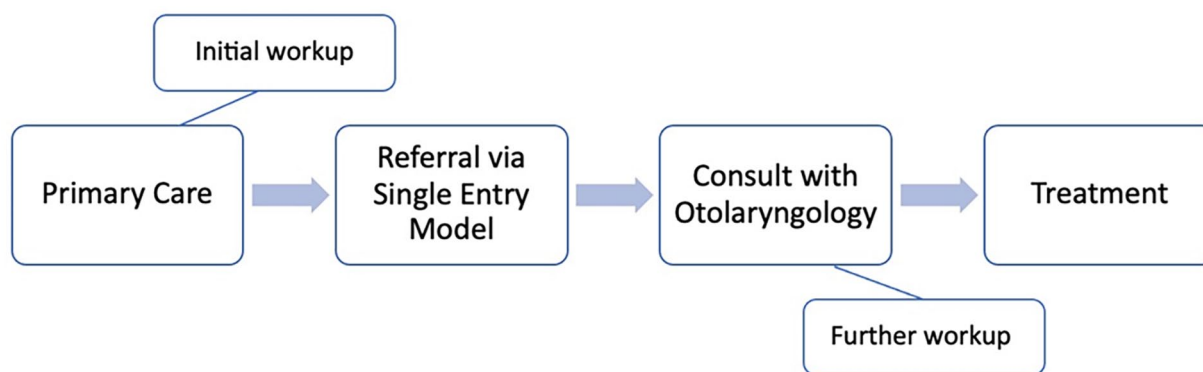 Initial workup
Primary Care
Referral via
Single Entry
Model
Consult with
Otolaryngology
Treatment
Further workup